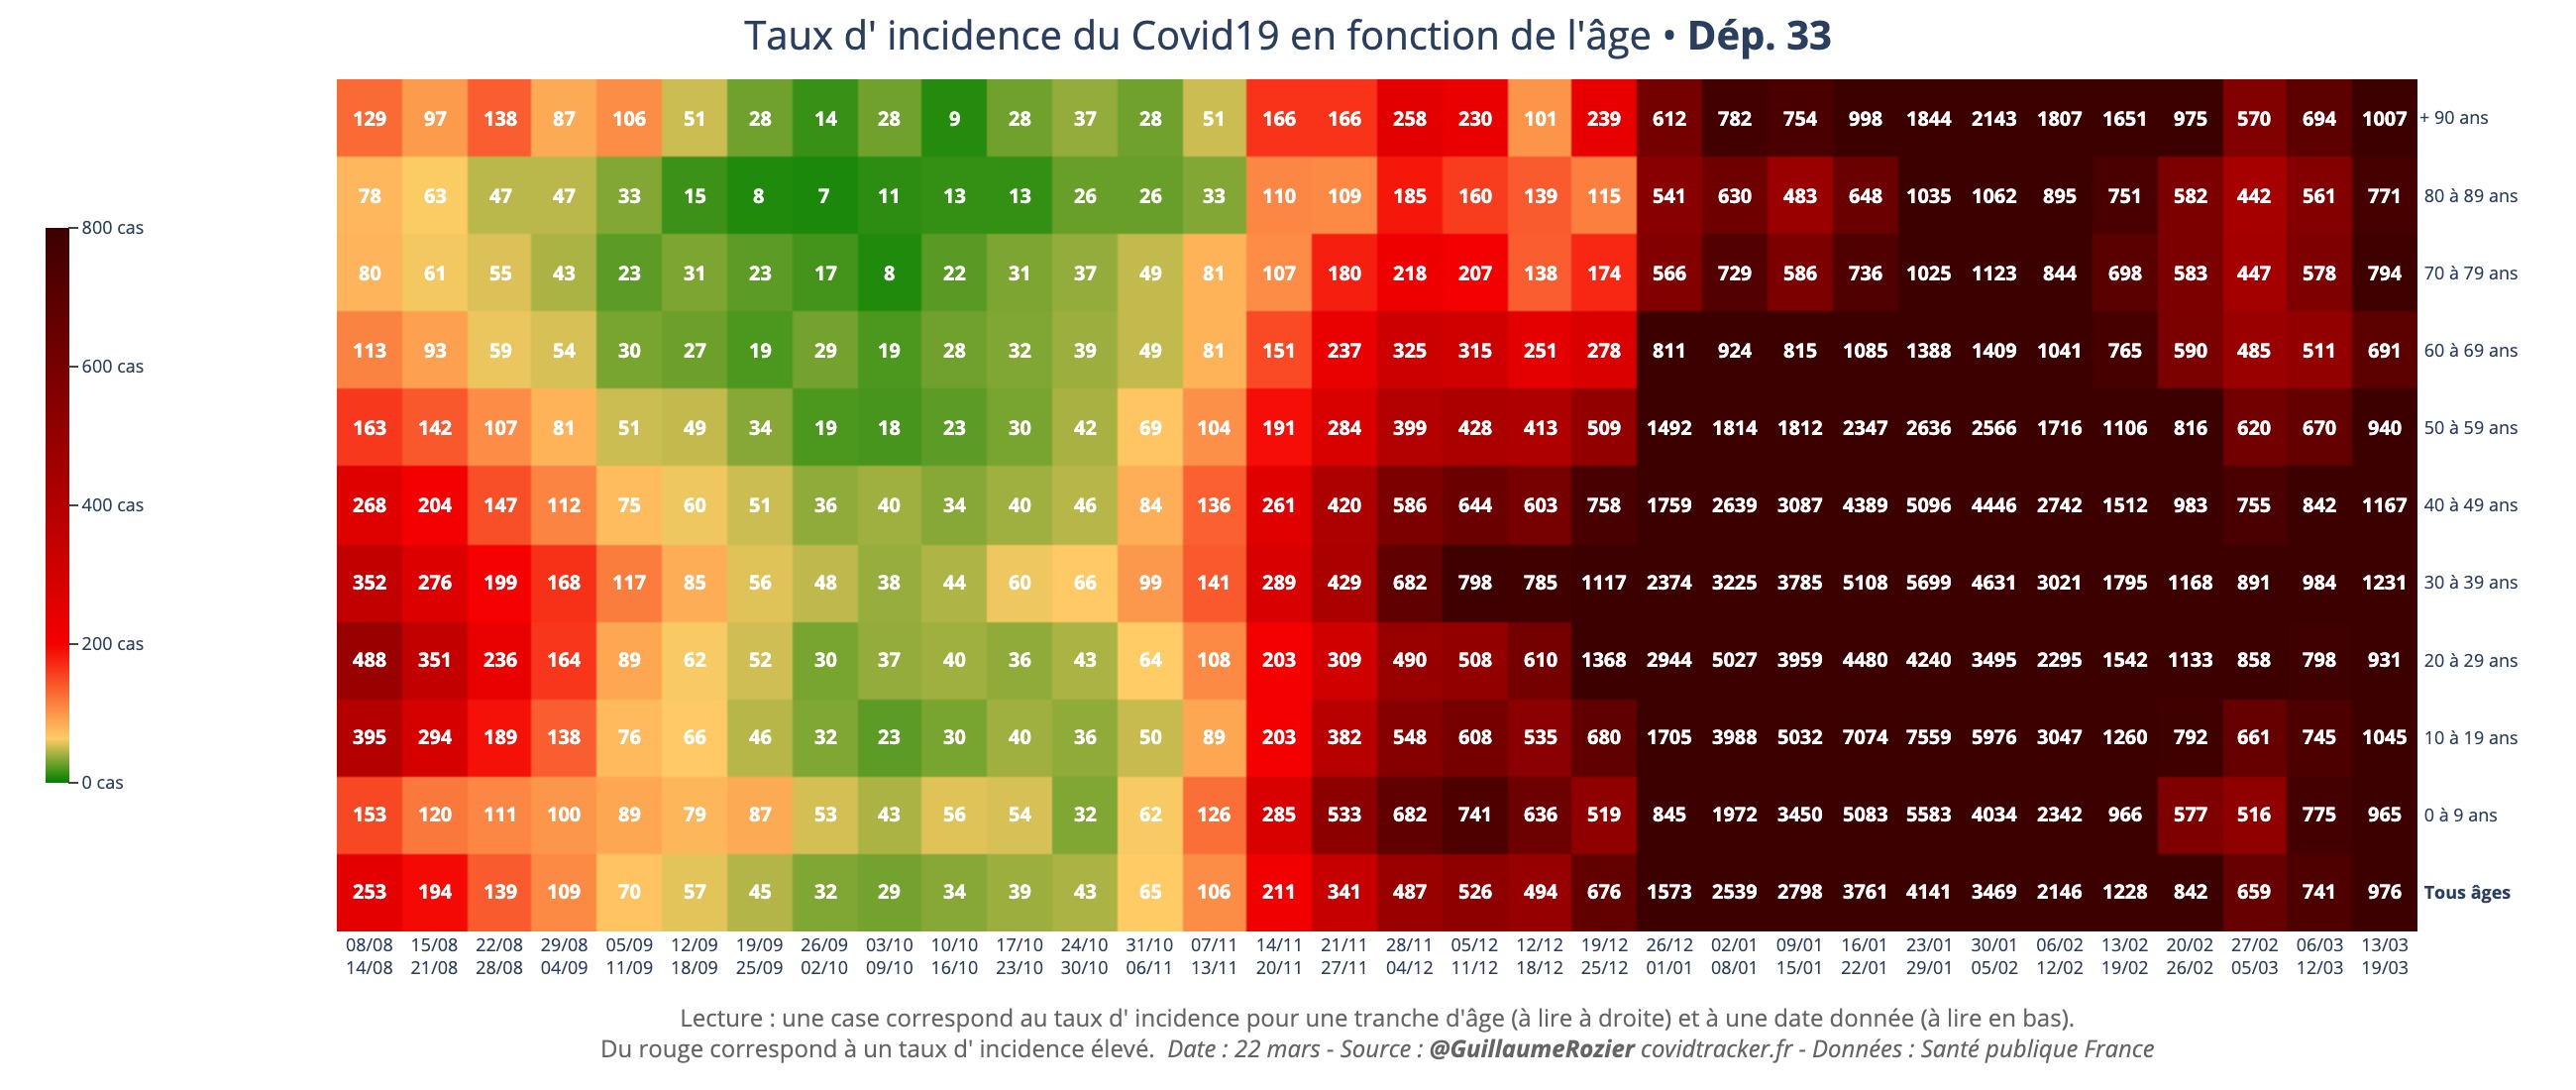 Taux d' incidence du Covid19 en fonction de l'âge • Dép. 33
800 cas
600 cas
400 cas
200 cas
0 cas
129 97 138 87 106 51 28 14 28 9 28 37 28 51 166 166 258 230 101 239 612 782 754 998 1844 2143 1807 1651 975 570 694 1007 + 90 ans
78 63 47 47 33 15 8 7 11 13 13 26 26 33 110 109 185 160 139 115 541 630 483 648 1035 1062 895 751 582 442 561 771 80 à 89 ans
80 61 55 43 23 31 23 17 8 22 31 37 49 81 107 180 218 207 138 174 566 729 586 736 1025 1123 844 698 583 447 578 794 70 à 79 ans
113 93 59 54 30 27 19 29 19 28 32 39 49 81 151 237 325 315 251 278 811 924 815 1085 1388 1409 1041 765 590 485 511 691 60 à 69 ans
163 142 107 81 51 49 34 19 18 23 30 42 69 104 191 284 399 428 413 509 1492 1814 1812 2347 2636 2566 1716 1106 816 620 670 940 50 à 59 ans
268 204 147 112 75 60 51 36 40 34 40 46 84 136 261 420 586 644 603 758 1759 2639 3087 4389 5096 4446 2742 1512 983 755 842 1167 40 à 49 ans
352 276 199 168 117 85 56 48 38 44 60 66 99 141 289 429 682 798 785 1117 2374 3225 3785 5108 5699 4631 3021 1795 1168 891 984 1231 30 à 39 ans
488 351 236 164 89 62 52 30 37 40 36 43 64 108 203 309 490 508 610 1368 2944 5027 3959 4480 4240 3495 2295 1542 1133 858 798 931 20 à 29 ans
395 294 189 138 76 66 46 32 23 30 40 36 50 89 203 382 548 608 535 680 1705 3988 5032 7074 7559 5976 3047 1260 792 661 745 1045 10 à 19 ans
153 120 111 100 89 79 87 53 43 56 54 32 62 126 285 533 682 741 636 519 845 1972 3450 5083 5583 4034 2342 966 577 516 775 965 0 à 9 ans
253 194 139 109 70 57 45 32 29 34 39 43 65 106 211 341 487 526 494 676 1573 2539 2798 3761 4141 3469 2146 1228 842 659 741 976 Tous âges
08/08 15/08 22/08 29/08 05/09 12/09 19/09 26/09 03/10 10/10 17/10 24/10 31/10 07/11 14/11 21/11 28/11 05/12 12/12 19/12 26/12 02/01 09/01 16/01 23/01 30/01 06/02 13/02 20/02 27/02 06/03 13/03
14/08 21/08 28/08 04/09 11/09 18/09 25/09 02/10 09/10 16/10 23/10 30/10 06/11 13/11 20/11 27/11 04/12 11/12 18/12 25/12 01/01 08/01 15/01 22/01 29/01 05/02 12/02 19/02 26/02 05/03 12/03 19/03
Lecture : une case correspond au taux d' incidence pour une tranche d'âge (à lire à droite) et à une date donnée (à lire en bas).
Du rouge correspond à un taux d' incidence élevé. Date : 22 mars - Source : @GuillaumeRozier covidtracker.fr - Données : Santé publique France